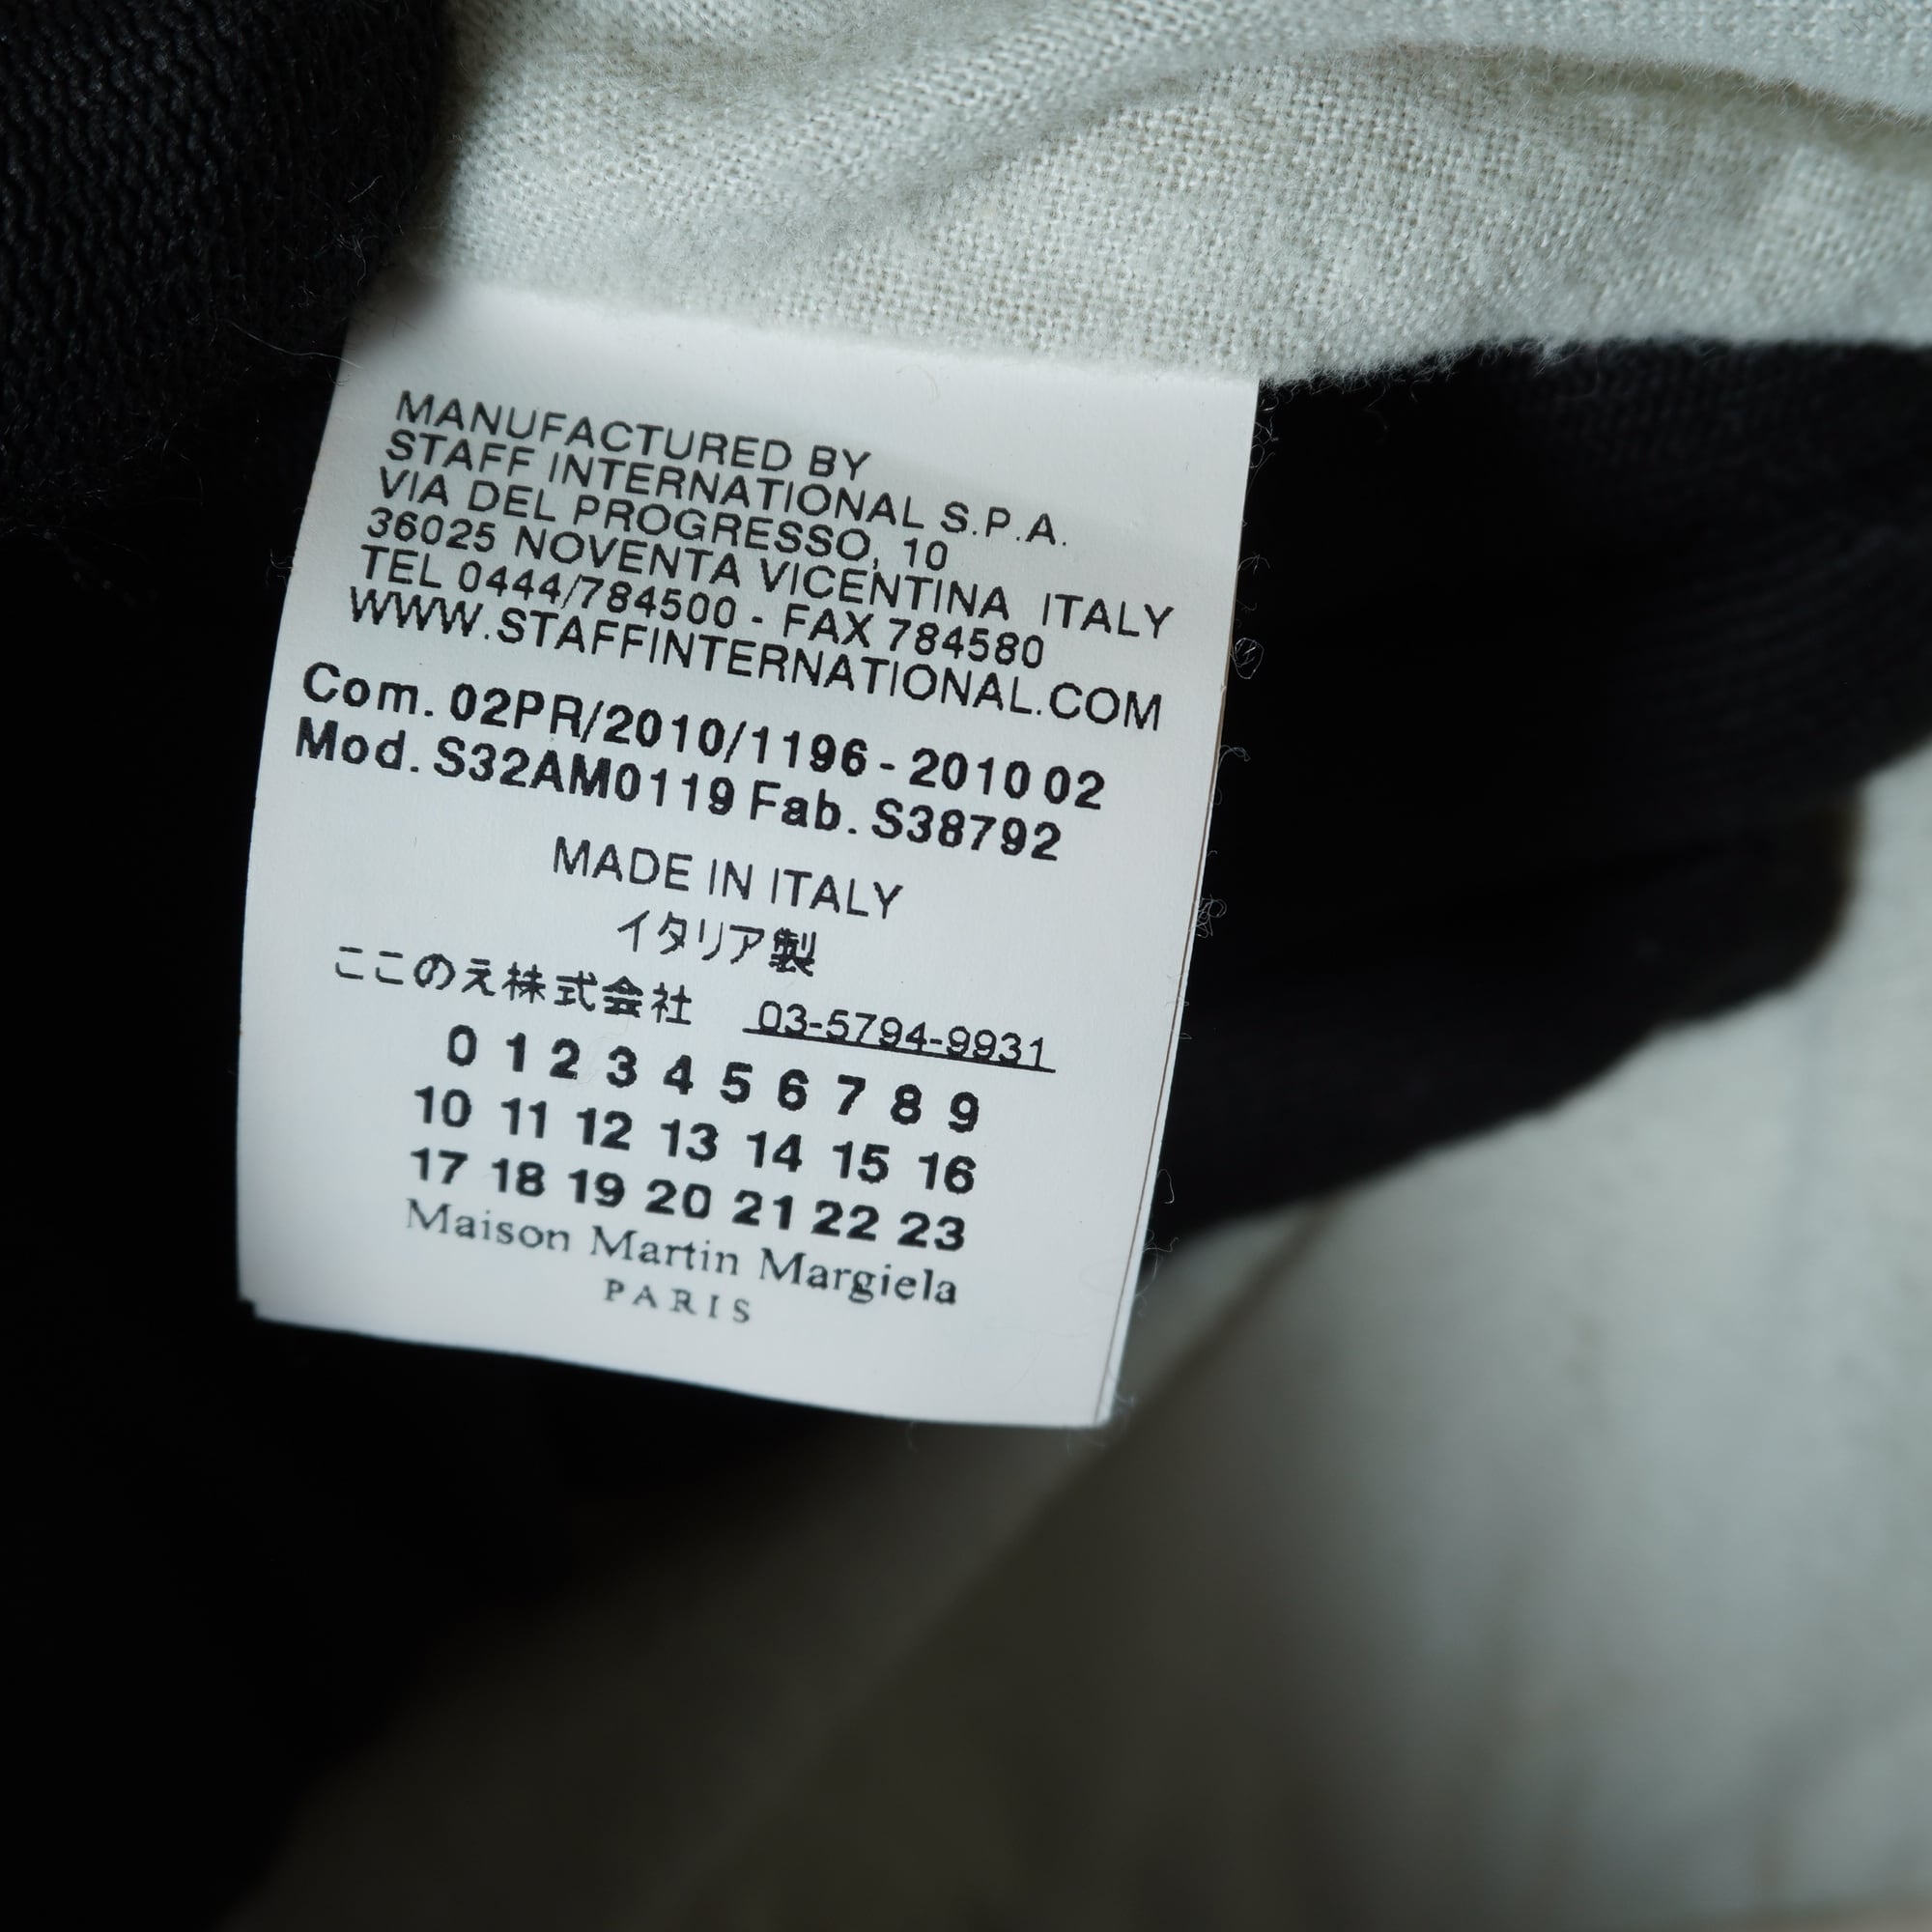 MANUFACTURED BY
STAFF INTERNATIONAL S.P.A.
VIA DEL PROGRESSO, 10
36025 NOVENTA VICENTINA ITALY
TEL 0444/784500 - FAX 784580
WWW.STAFFINTERNATIONAL.COM
Com. 02PR/2010/1196 - 2010 02
Mod. S32AM0119 Fab. S38792
MADE IN ITALY
イタリア製
ここのえ株式会社 03-5794-9931
0 1 2 3 4 5 6 7 8 9
10 11 12 13 14 15 16
17 18 19 20 21 22 23
Maison Martin Margiela
PARIS